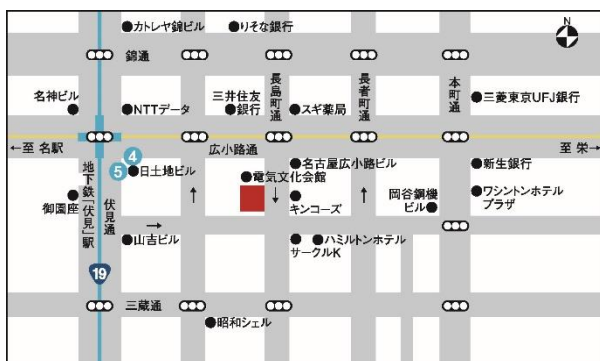 カトレヤ錦ビル
りそな銀行
N
錦通
名神ビル
NTTデータ
三井住友
銀行
長島町通
スギ薬局
長者町通
本町通
三菱東京UFJ銀行
←至 名駅
広小路通
至 栄→
4
5
日土地ビル
電気文化会館
名古屋広小路ビル
新生銀行
御園座
地下鉄「伏見」駅
伏見通
キンコーズ
岡谷鋼機
ビル
ワシントンホテル
プラザ
山吉ビル
ハミルトンホテル
サークルK
19
三蔵通
昭和シェル